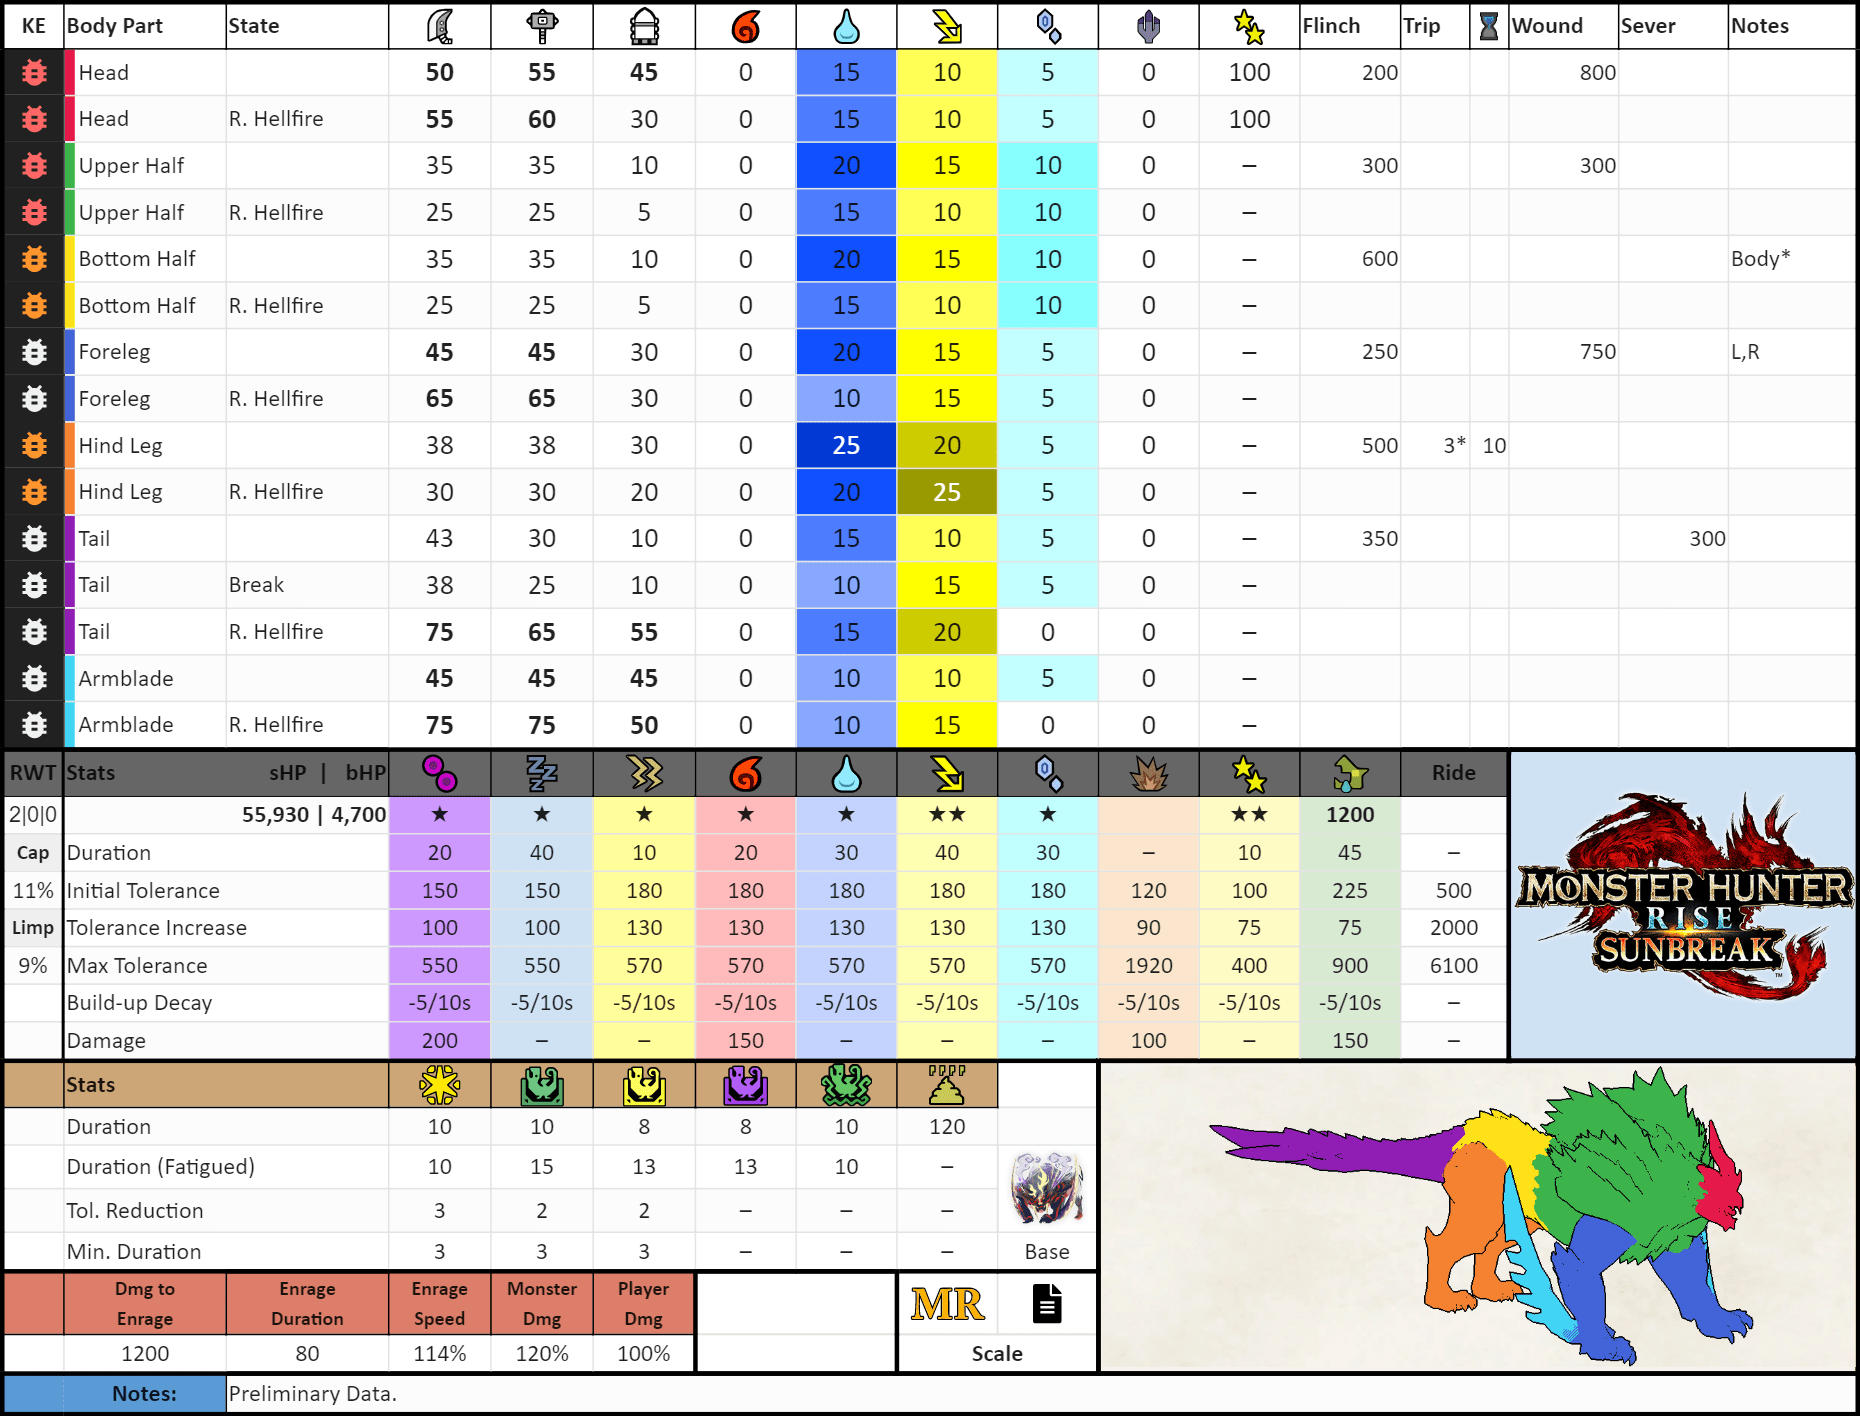 KE Body Part State Flinch Trip Wound Sever Notes
Head 50 55 45 0 15 10 5 0 100 200 800
Head R. Hellfire 55 60 30 0 15 10 5 0 100
Upper Half 35 35 10 0 20 15 10 0 – 300 300
Upper Half R. Hellfire 25 25 5 0 15 10 10 0 –
Bottom Half 35 35 10 0 20 15 10 0 – 600 Body*
Bottom Half R. Hellfire 25 25 5 0 15 10 10 0 –
Foreleg 45 45 30 0 20 15 5 0 – 250 750 L,R
Foreleg R. Hellfire 65 65 30 0 10 15 5 0 –
Hind Leg 38 38 30 0 25 20 5 0 – 500 3* 10
Hind Leg R. Hellfire 30 30 20 0 20 25 5 0 –
Tail 43 30 10 0 15 10 5 0 – 350 300
Tail Break 38 25 10 0 10 15 5 0 –
Tail R. Hellfire 75 65 55 0 15 20 0 0 –
Armblade 45 45 45 0 10 10 5 0 –
Armblade R. Hellfire 75 75 50 0 10 15 0 0 –
RWT Stats sHP | bHP Ride
2|0|0 55,930 | 4,700 ★ ★ ★ ★ ★ ★★ ★ ★★ 1200
Cap Duration 20 40 10 20 30 40 30 – 10 45 –
11% Initial Tolerance 150 150 180 180 180 180 180 120 100 225 500
Limp Tolerance Increase 100 100 130 130 130 130 130 90 75 75 2000
9% Max Tolerance 550 550 570 570 570 570 570 1920 400 900 6100
Build-up Decay -5/10s -5/10s -5/10s -5/10s -5/10s -5/10s -5/10s -5/10s -5/10s -5/10s –
Damage 200 – – 150 – – – 100 – 150 –
MONSTER HUNTER
RISE
SUNBREAK
™
Stats
Duration 10 10 8 8 10 120
Duration (Fatigued) 10 15 13 13 10 –
Tol. Reduction 3 2 2 – – –
Min. Duration 3 3 3 – – – Base
Dmg to Enrage Enrage Monster Player
Enrage Duration Speed Dmg Dmg
MR
1200 80 114% 120% 100% Scale
Notes: Preliminary Data.